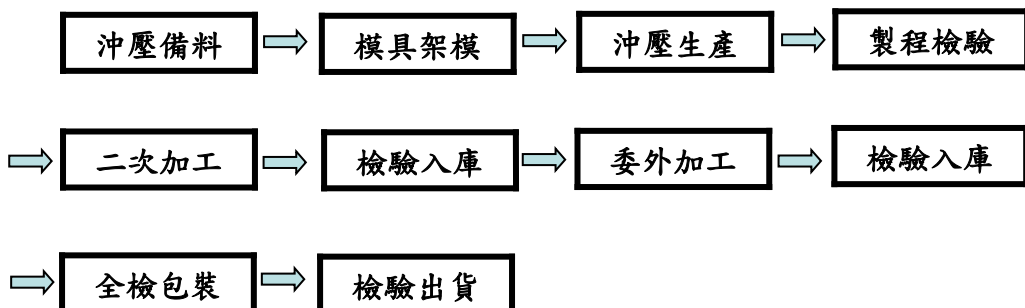 沖壓備料 模具架模 沖壓生產 製程檢驗
二次加工 檢驗入庫 委外加工 檢驗入庫
全檢包裝 檢驗出貨